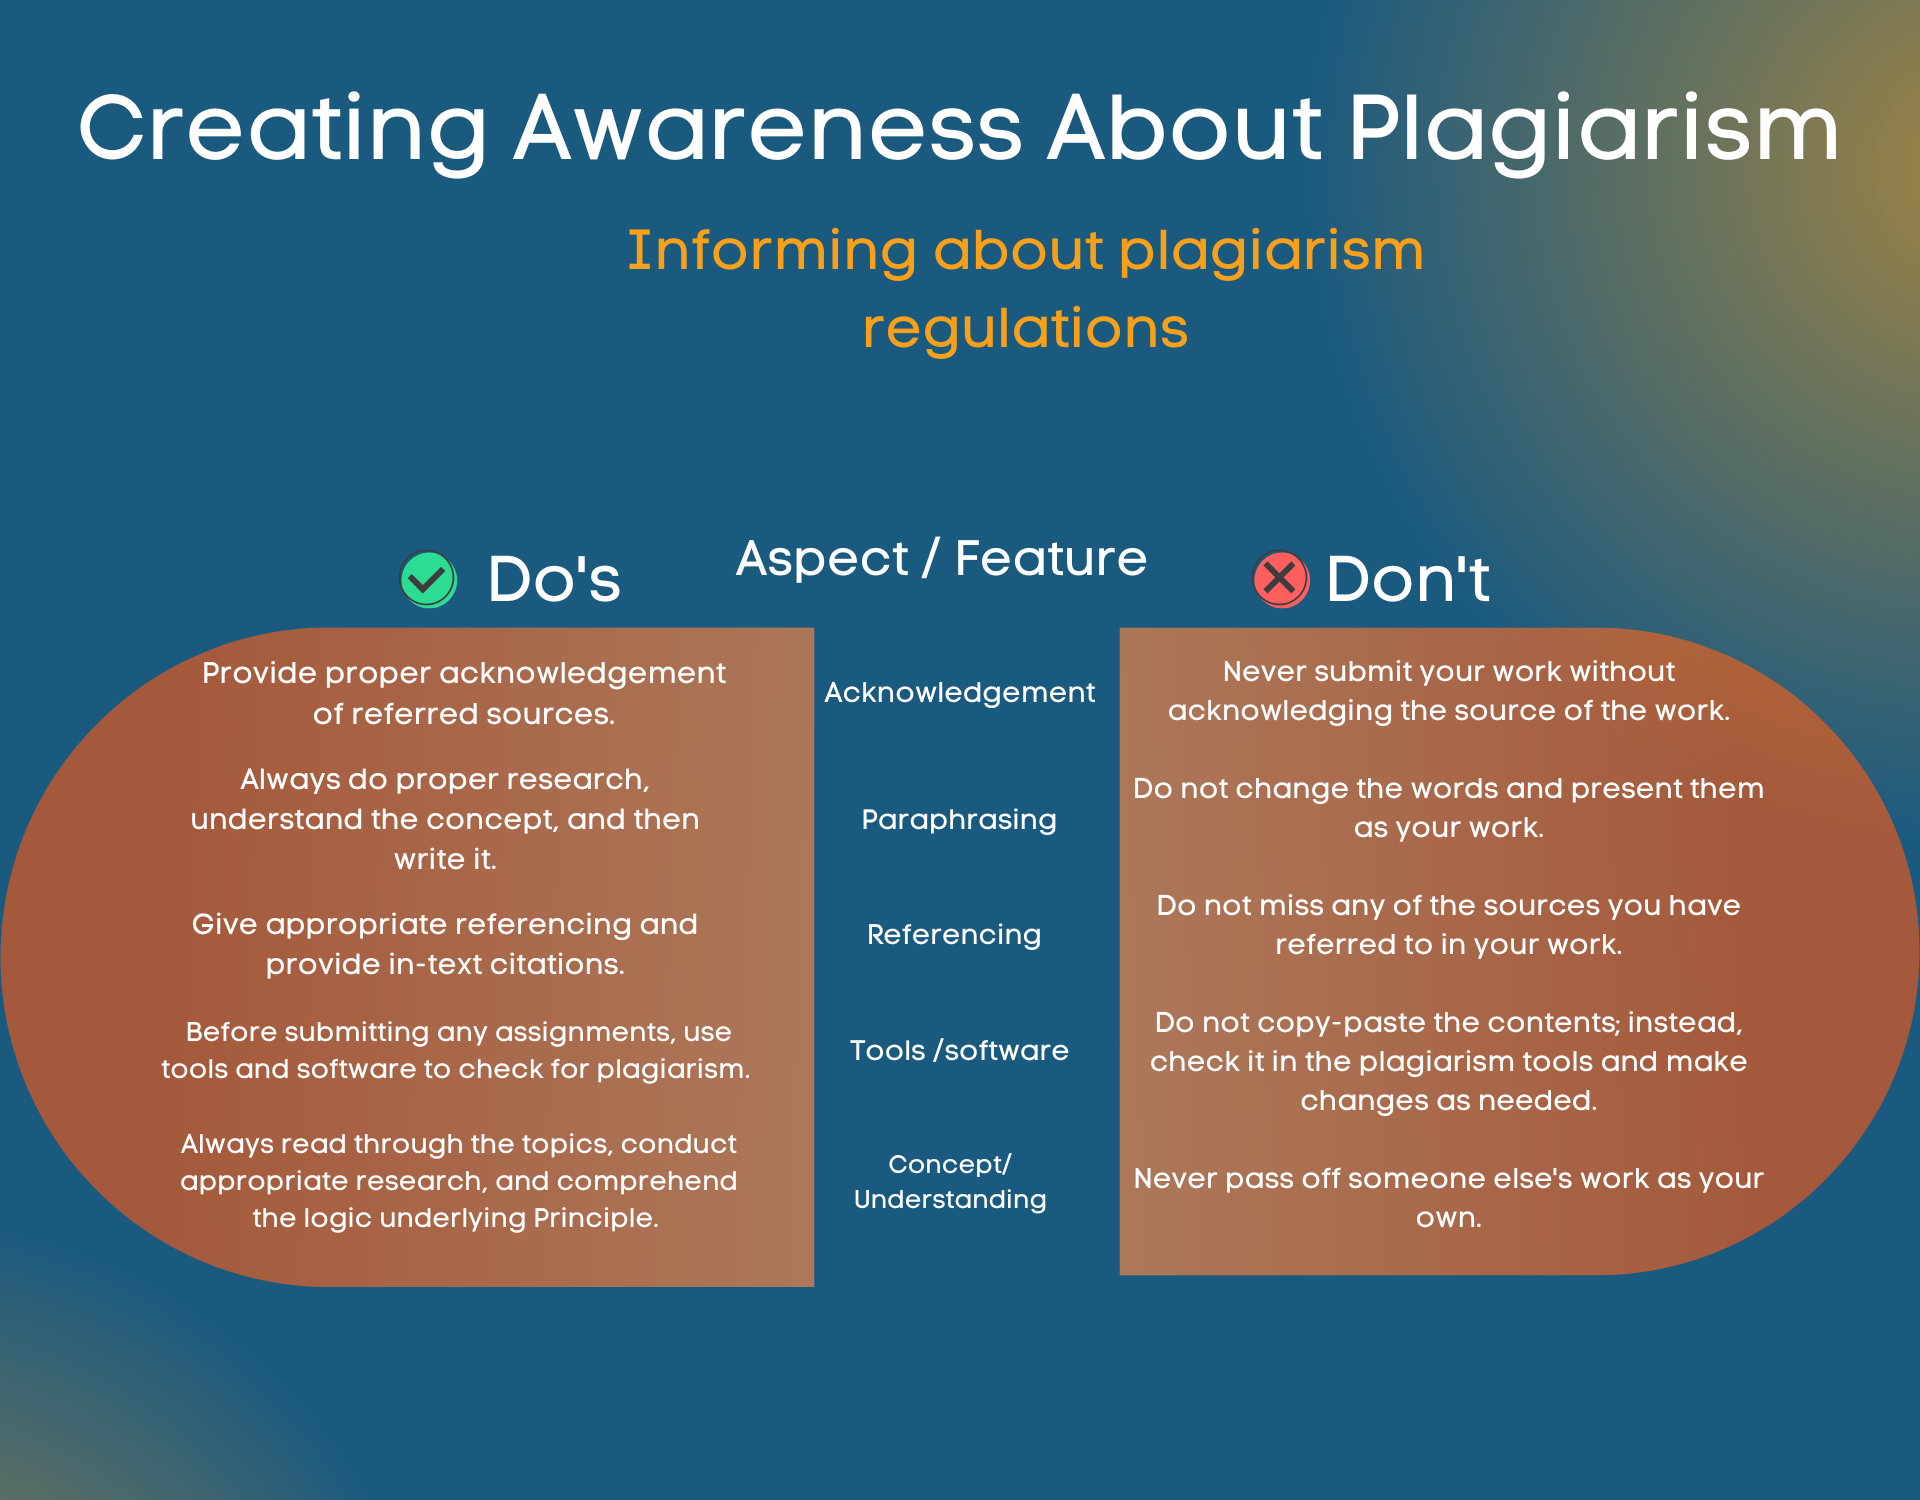 Creating Awareness About Plagiarism
Informing about plagiarism
regulations
Do's
Aspect / Feature
Don't
Provide proper acknowledgement
of referred sources.
Acknowledgement
Never submit your work without
acknowledging the source of the work.
Always do proper research,
understand the concept, and then
write it.
Paraphrasing
Do not change the words and present them
as your work.
Give appropriate referencing and
provide in-text citations.
Referencing
Do not miss any of the sources you have
referred to in your work.
Before submitting any assignments, use
tools and software to check for plagiarism.
Tools /software
Do not copy-paste the contents; instead,
check it in the plagiarism tools and make
changes as needed.
Always read through the topics, conduct
appropriate research, and comprehend
the logic underlying Principle.
Concept/
Understanding
Never pass off someone else's work as your
own.